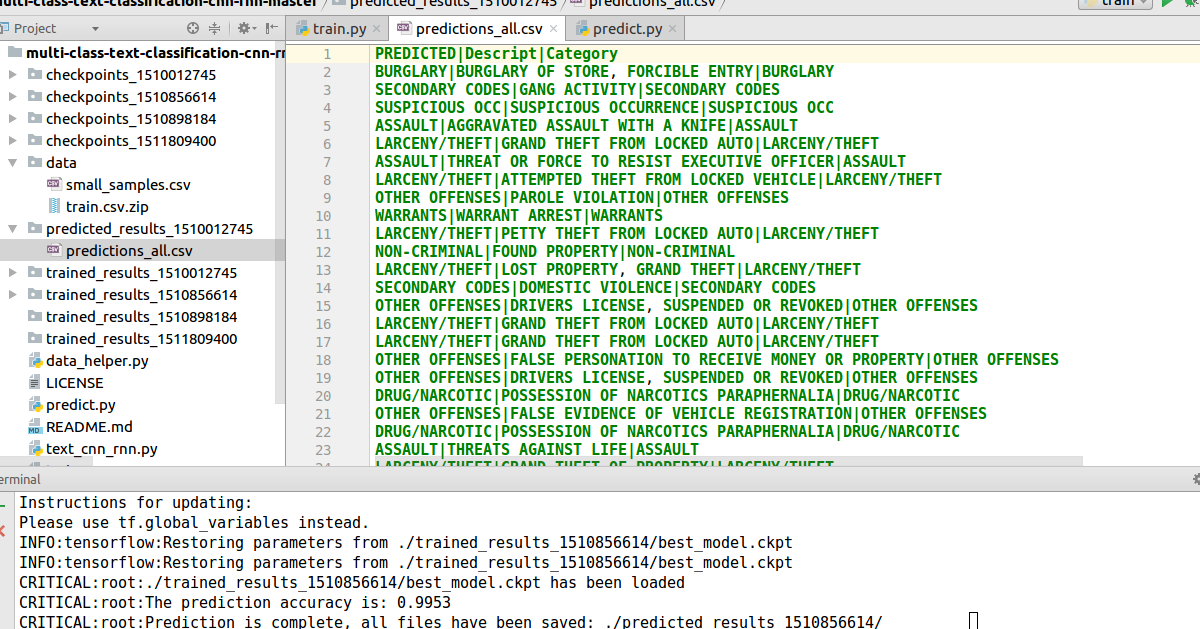 multi-class-text-classification-cnn-rnn-master predicted_results_1510012745 predictions_all.csv train
Project train.py predictions_all.csv predict.py
multi-class-text-classification-cnn-rn
checkpoints_1510012745
checkpoints_1510856614
checkpoints_1510898184
checkpoints_1511809400
data
small_samples.csv
train.csv.zip
predicted_results_1510012745
predictions_all.csv
trained_results_1510012745
trained_results_1510856614
trained_results_1510898184
trained_results_1511809400
data_helper.py
LICENSE
predict.py
README.md
text_cnn_rnn.py
1 PREDICTED|Descript|Category
2 BURGLARY|BURGLARY OF STORE, FORCIBLE ENTRY|BURGLARY
3 SECONDARY CODES|GANG ACTIVITY|SECONDARY CODES
4 SUSPICIOUS OCC|SUSPICIOUS OCCURRENCE|SUSPICIOUS OCC
5 ASSAULT|AGGRAVATED ASSAULT WITH A KNIFE|ASSAULT
6 LARCENY/THEFT|GRAND THEFT FROM LOCKED AUTO|LARCENY/THEFT
7 ASSAULT|THREAT OR FORCE TO RESIST EXECUTIVE OFFICER|ASSAULT
8 LARCENY/THEFT|ATTEMPTED THEFT FROM LOCKED VEHICLE|LARCENY/THEFT
9 OTHER OFFENSES|PAROLE VIOLATION|OTHER OFFENSES
10 WARRANTS|WARRANT ARREST|WARRANTS
11 LARCENY/THEFT|PETTY THEFT FROM LOCKED AUTO|LARCENY/THEFT
12 NON-CRIMINAL|FOUND PROPERTY|NON-CRIMINAL
13 LARCENY/THEFT|LOST PROPERTY, GRAND THEFT|LARCENY/THEFT
14 SECONDARY CODES|DOMESTIC VIOLENCE|SECONDARY CODES
15 OTHER OFFENSES|DRIVERS LICENSE, SUSPENDED OR REVOKED|OTHER OFFENSES
16 LARCENY/THEFT|GRAND THEFT FROM LOCKED AUTO|LARCENY/THEFT
17 LARCENY/THEFT|GRAND THEFT FROM LOCKED AUTO|LARCENY/THEFT
18 OTHER OFFENSES|FALSE PERSONATION TO RECEIVE MONEY OR PROPERTY|OTHER OFFENSES
19 OTHER OFFENSES|DRIVERS LICENSE, SUSPENDED OR REVOKED|OTHER OFFENSES
20 DRUG/NARCOTIC|POSSESSION OF NARCOTICS PARAPHERNALIA|DRUG/NARCOTIC
21 OTHER OFFENSES|FALSE EVIDENCE OF VEHICLE REGISTRATION|OTHER OFFENSES
22 DRUG/NARCOTIC|POSSESSION OF NARCOTICS PARAPHERNALIA|DRUG/NARCOTIC
23 ASSAULT|THREATS AGAINST LIFE|ASSAULT
24 LARCENY/THEFT|GRAND THEFT OF PROPERTY|LARCENY/THEFT
erminal
Instructions for updating:
Please use tf.global_variables instead.
INFO:tensorflow:Restoring parameters from ./trained_results_1510856614/best_model.ckpt
INFO:tensorflow:Restoring parameters from ./trained_results_1510856614/best_model.ckpt
CRITICAL:root:./trained_results_1510856614/best_model.ckpt has been loaded
CRITICAL:root:The prediction accuracy is: 0.9953
CRITICAL:root:Prediction is complete, all files have been saved: ./predicted_results_1510856614/